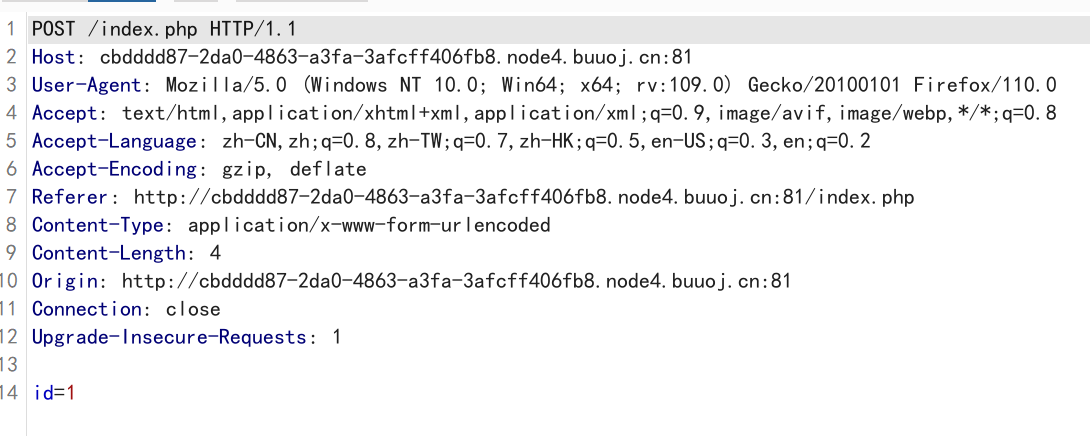 1 POST /index.php HTTP/1.1
2 Host: cbdddd87-2da0-4863-a3fa-3afcff406fb8.node4.buuoj.cn:81
3 User-Agent: Mozilla/5.0 (Windows NT 10.0; Win64; x64; rv:109.0) Gecko/20100101 Firefox/110.0
4 Accept: text/html,application/xhtml+xml,application/xml;q=0.9,image/avif,image/webp,*/*;q=0.8
5 Accept-Language: zh-CN,zh;q=0.8,zh-TW;q=0.7,zh-HK;q=0.5,en-US;q=0.3,en;q=0.2
6 Accept-Encoding: gzip, deflate
7 Referer: http://cbdddd87-2da0-4863-a3fa-3afcff406fb8.node4.buuoj.cn:81/index.php
8 Content-Type: application/x-www-form-urlencoded
9 Content-Length: 4
10 Origin: http://cbdddd87-2da0-4863-a3fa-3afcff406fb8.node4.buuoj.cn:81
11 Connection: close
12 Upgrade-Insecure-Requests: 1
13
14 id=1